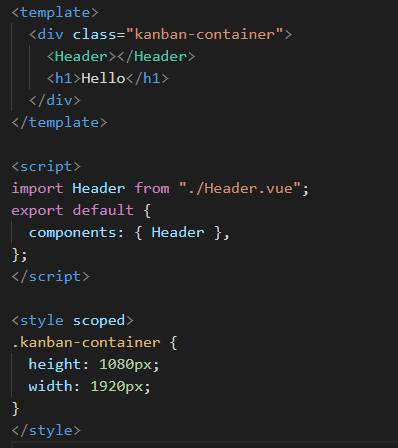 <template>
  <div class="kanban-container">
    <Header></Header>
    <h1>Hello</h1>
  </div>
</template>

<script>
import Header from "./Header.vue";
export default {
  components: { Header },
};
</script>

<style scoped>
.kanban-container {
  height: 1080px;
  width: 1920px;
}
</style>